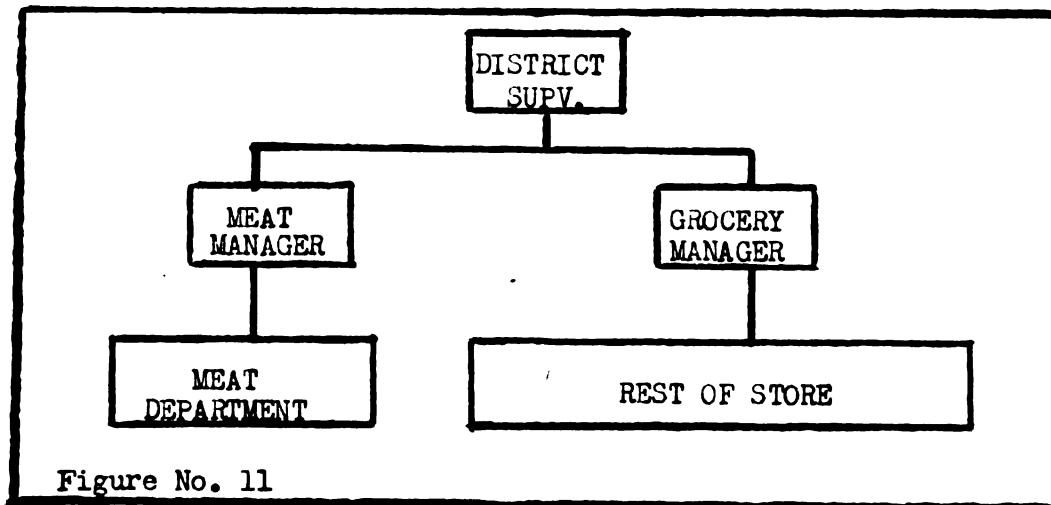 DISTRICT
SUPV.
MEAT
MANAGER
GROCERY
MANAGER
MEAT
DEPARTMENT
REST OF STORE
Figure No. 11